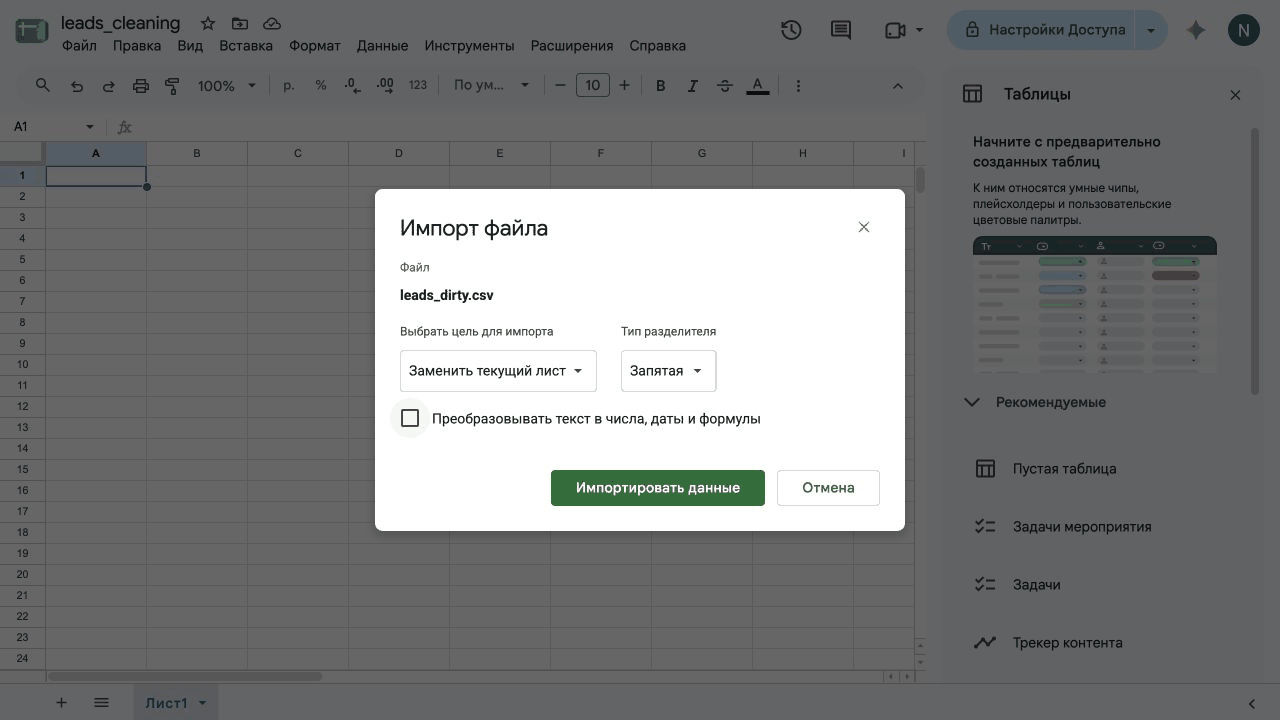 leads_cleaning
Файл Правка Вид Вставка Формат Данные Инструменты Расширения Справка
Настройки Доступа
N
100% р. % .0 .00 123 По ум... 10 B I A
A1 fx
A B C D E F G H I
1
2
3
4
5
6
7
8
9
10
11
12
13
14
15
16
17
18
19
20
21
22
23
24
Импорт файла
Файл
leads_dirty.csv
Выбрать цель для импорта Тип разделителя
Заменить текущий лист Запятая
Преобразовывать текст в числа, даты и формулы
Импортировать данные Отмена
Таблицы
Начните с предварительно
созданных таблиц
К ним относятся умные чипы,
плейсхолдеры и пользовательские
цветовые палитры.
Тт
Рекомендуемые
Пустая таблица
Задачи мероприятия
Задачи
Трекер контента
Лист1